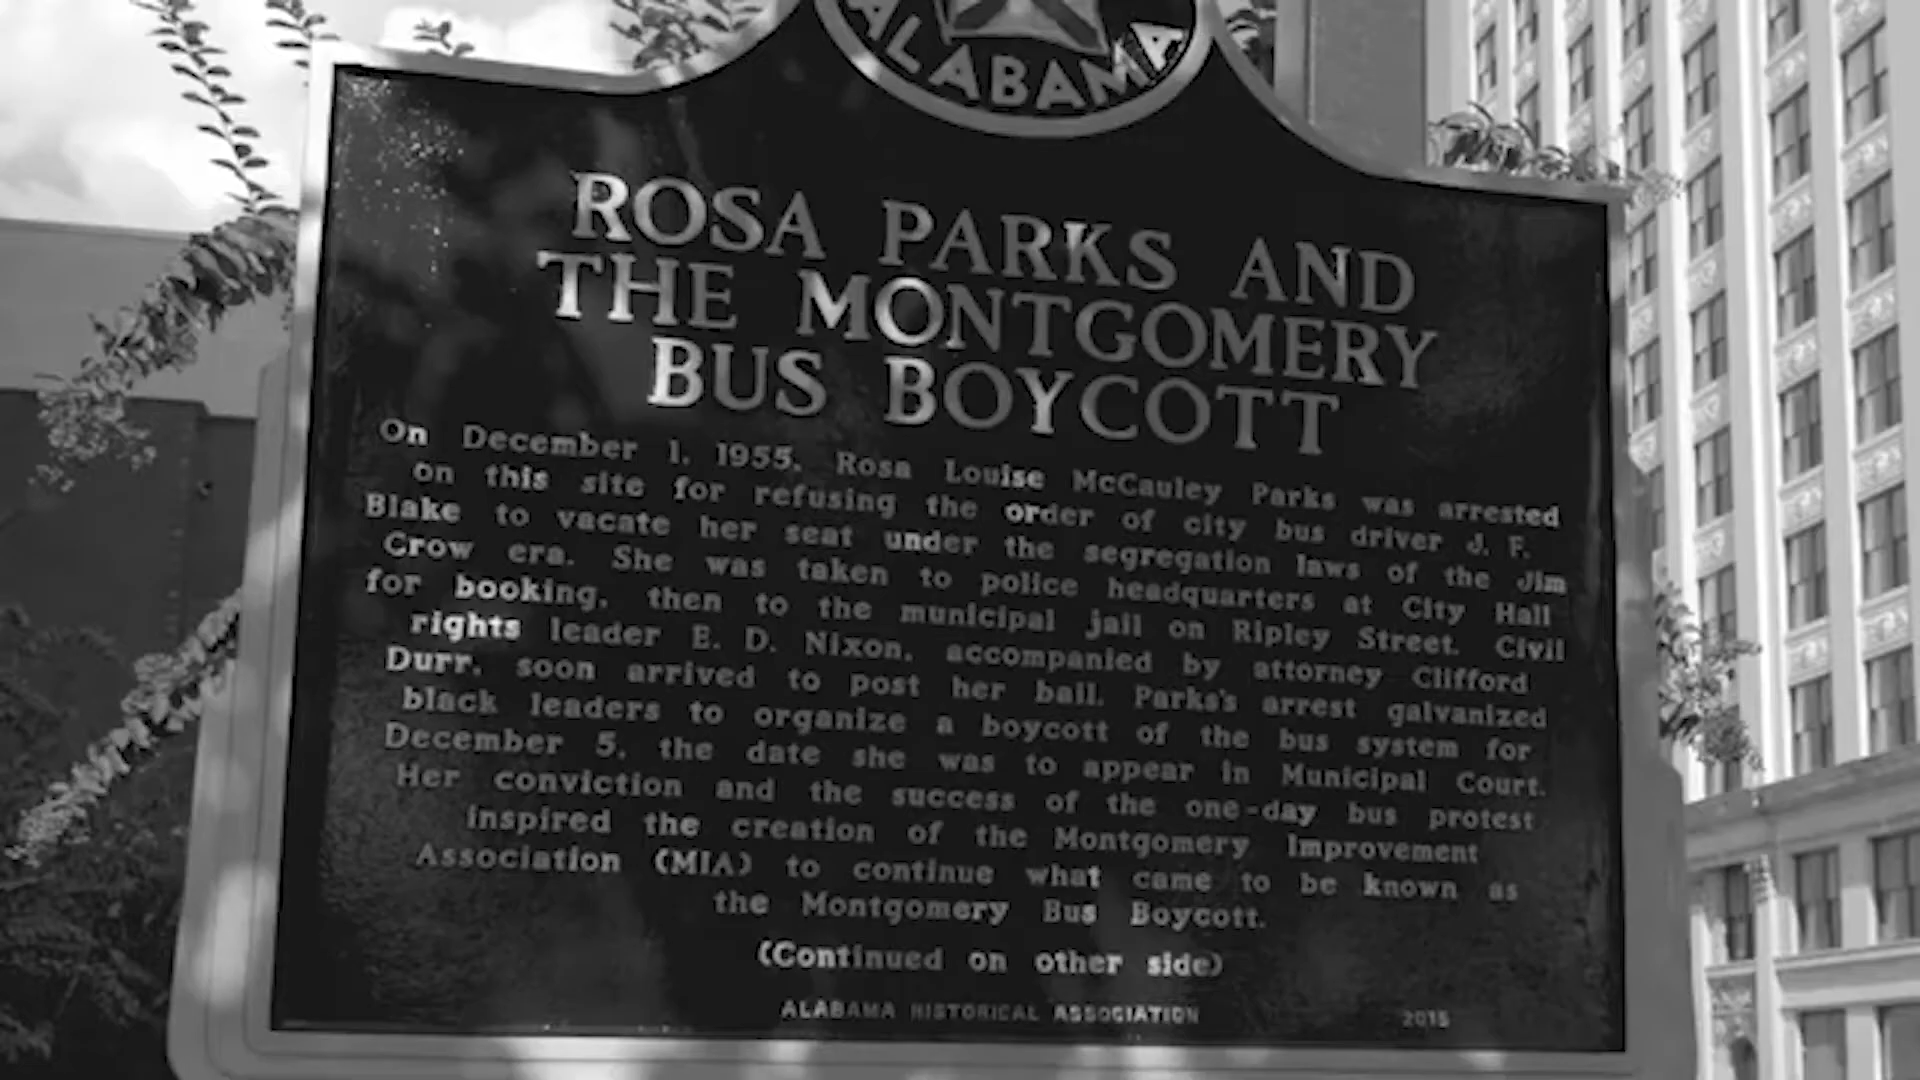 ALABAMA
ROSA PARKS AND
THE MONTGOMERY
BUS BOYCOTT
On December 1, 1955, Rosa Louise McCauley Parks was arrested
on this site for refusing the order of city bus driver J. F.
Blake to vacate her seat under the segregation laws of the Jim
Crow era. She was taken to police headquarters at City Hall
for booking, then to the municipal jail on Ripley Street. Civil
rights leader E. D. Nixon, accompanied by attorney Clifford
Durr, soon arrived to post her bail. Parks's arrest galvanized
black leaders to organize a boycott of the bus system for
December 5, the date she was to appear in Municipal Court.
Her conviction and the success of the one-day bus protest
inspired the creation of the Montgomery Improvement
Association (MIA) to continue what came to be known as
the Montgomery Bus Boycott.
(Continued on other side)
ALABAMA HISTORICAL ASSOCIATION 2015